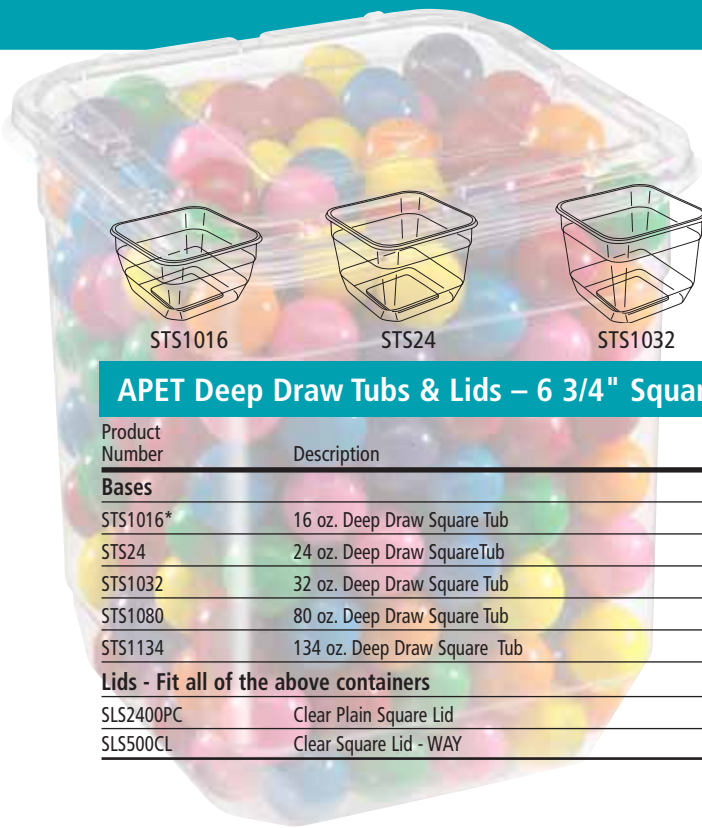 STS1016 STS24 STS1032
APET Deep Draw Tubs & Lids – 6 3/4" Squar
Product
Number Description
Bases
STS1016* 16 oz. Deep Draw Square Tub
STS24 24 oz. Deep Draw SquareTub
STS1032 32 oz. Deep Draw Square Tub
STS1080 80 oz. Deep Draw Square Tub
STS1134 134 oz. Deep Draw Square Tub
Lids - Fit all of the above containers
SLS2400PC Clear Plain Square Lid
SLS500CL Clear Square Lid - WAY